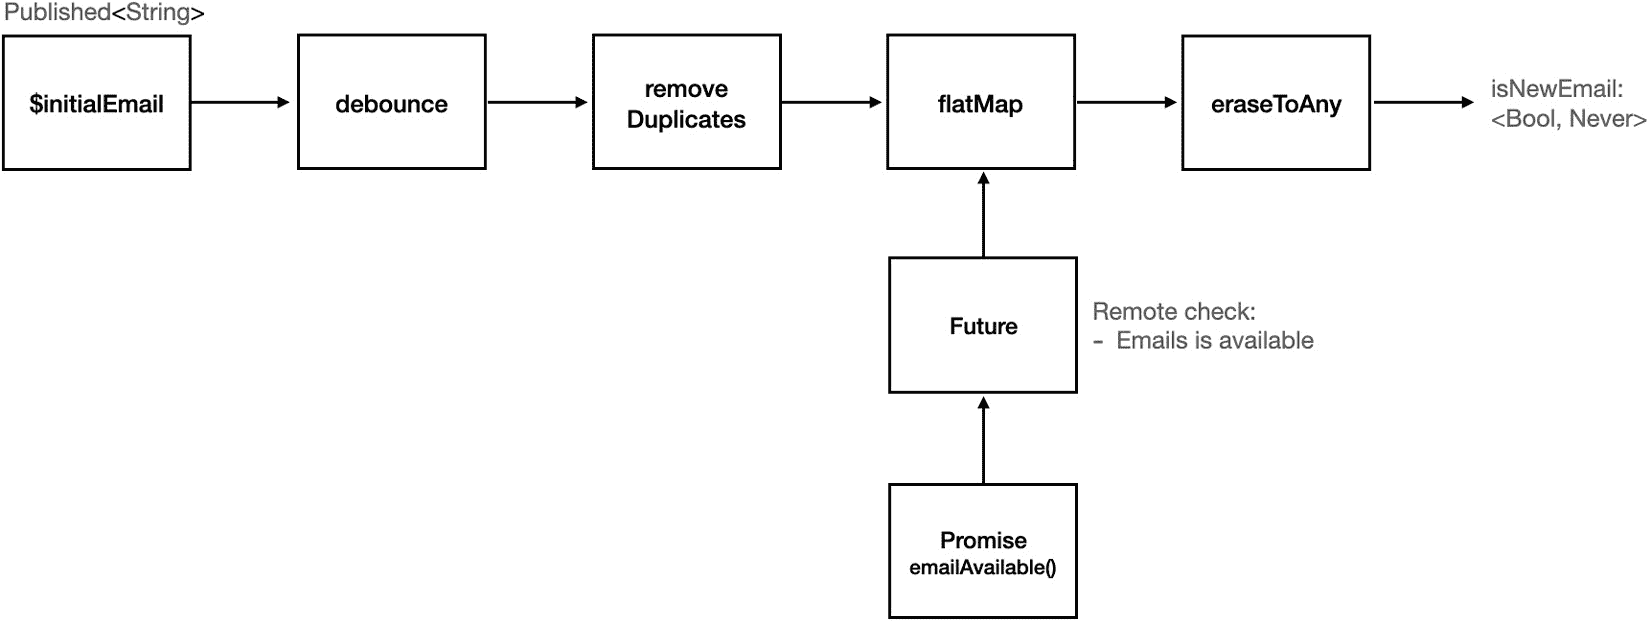 Published<String>
$initialEmail
debounce
remove
Duplicates
flatMap
eraseToAny
isNewEmail:
<Bool, Never>
Future
Remote check:
- Emails is available
Promise
emailAvailable()